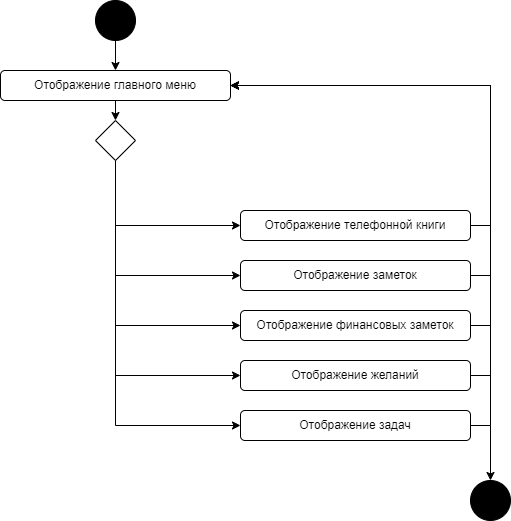 Отображение главного меню
Отображение телефонной книги
Отображение заметок
Отображение финансовых заметок
Отображение желаний
Отображение задач